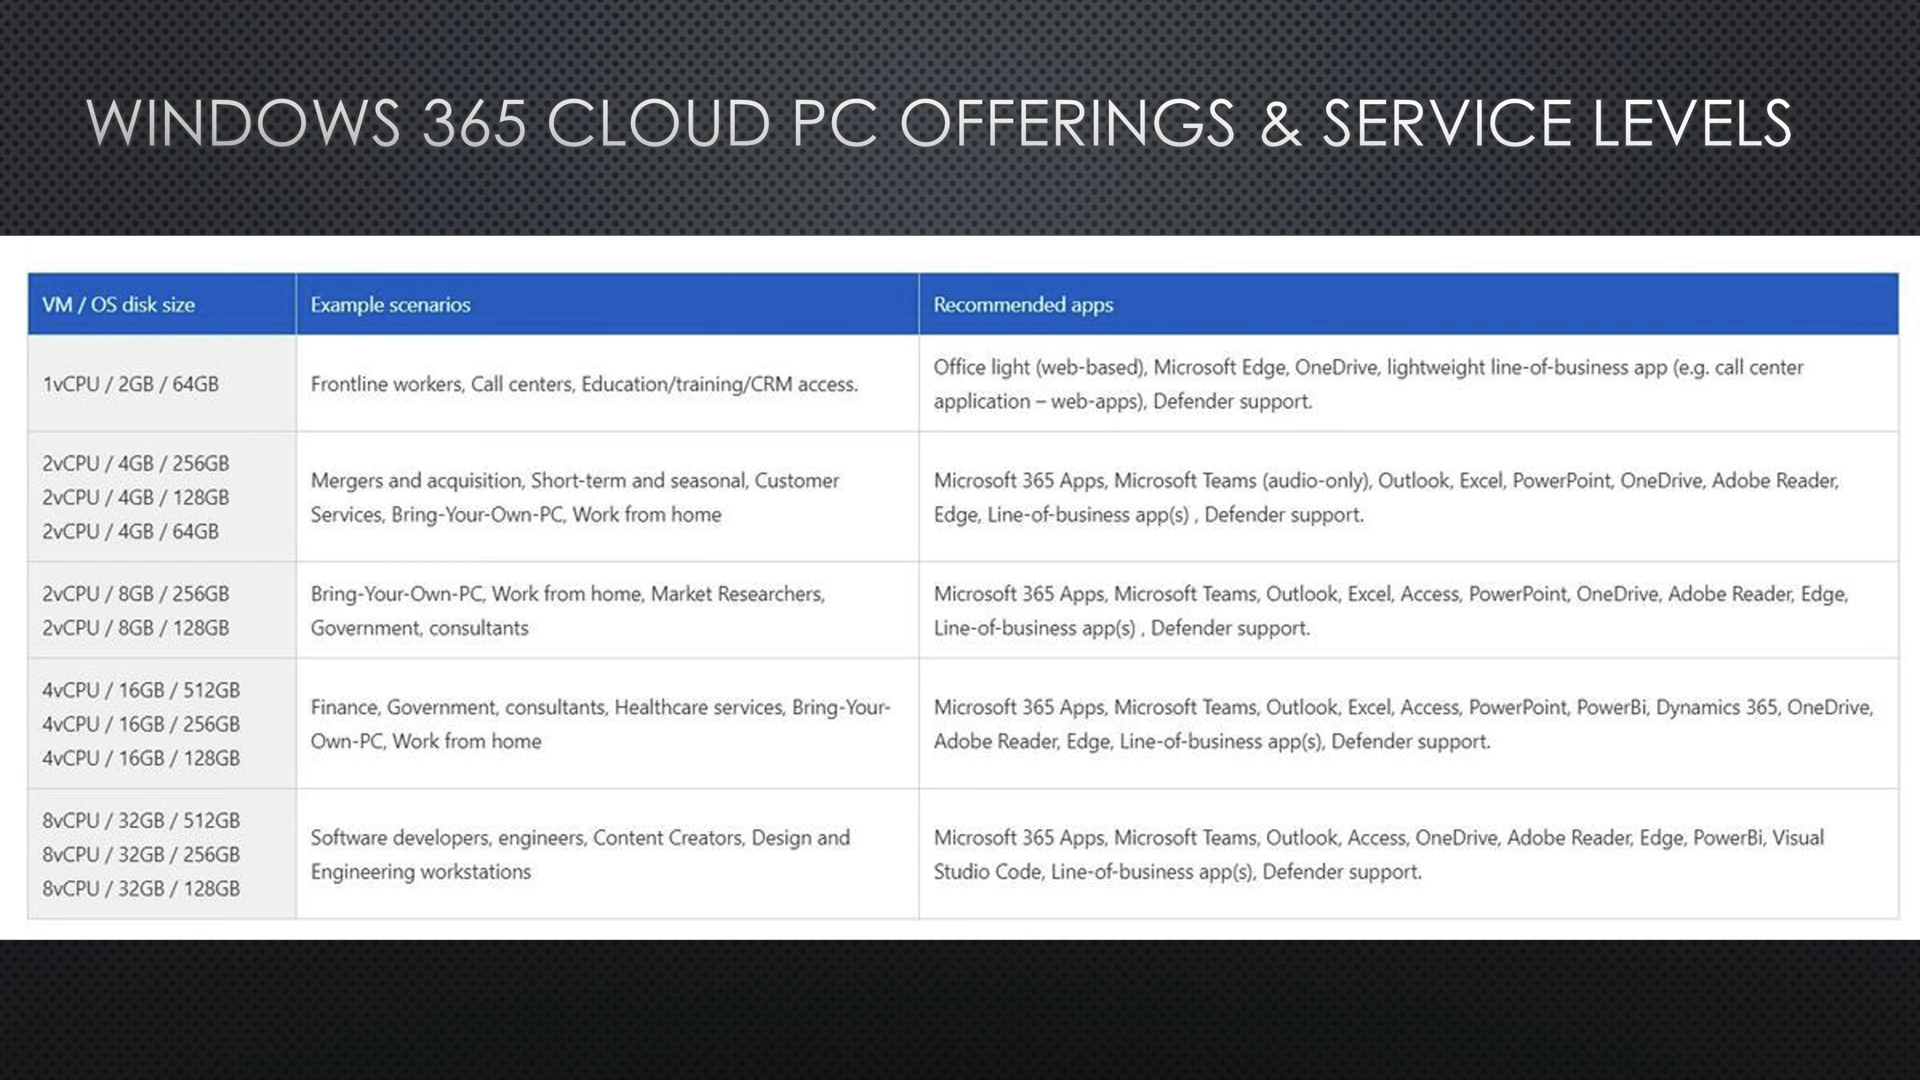 WINDOWS 365 CLOUD PC OFFERINGS & SERVICE LEVELS
VM / OS disk size
Example scenarios
Recommended apps
1vCPU / 2GB / 64GB
Frontline workers, Call centers, Education/training/CRM access.
Office light (web-based), Microsoft Edge, OneDrive, lightweight line-of-business app (e.g. call center
application – web-apps), Defender support.
2vCPU / 4GB / 256GB
2vCPU / 4GB / 128GB
2vCPU / 4GB / 64GB
Mergers and acquisition, Short-term and seasonal, Customer
Services, Bring-Your-Own-PC, Work from home
Microsoft 365 Apps, Microsoft Teams (audio-only), Outlook, Excel, PowerPoint, OneDrive, Adobe Reader,
Edge, Line-of-business app(s) , Defender support.
2vCPU / 8GB / 256GB
2vCPU / 8GB / 128GB
Bring-Your-Own-PC, Work from home, Market Researchers,
Government, consultants
Microsoft 365 Apps, Microsoft Teams, Outlook, Excel, Access, PowerPoint, OneDrive, Adobe Reader, Edge,
Line-of-business app(s) , Defender support.
4vCPU / 16GB / 512GB
4vCPU / 16GB / 256GB
4vCPU / 16GB / 128GB
Finance, Government, consultants, Healthcare services, Bring-Your-
Own-PC, Work from home
Microsoft 365 Apps, Microsoft Teams, Outlook, Excel, Access, PowerPoint, PowerBi, Dynamics 365, OneDrive,
Adobe Reader, Edge, Line-of-business app(s), Defender support.
8vCPU / 32GB / 512GB
8vCPU / 32GB / 256GB
8vCPU / 32GB / 128GB
Software developers, engineers, Content Creators, Design and
Engineering workstations
Microsoft 365 Apps, Microsoft Teams, Outlook, Access, OneDrive, Adobe Reader, Edge, PowerBi, Visual
Studio Code, Line-of-business app(s), Defender support.